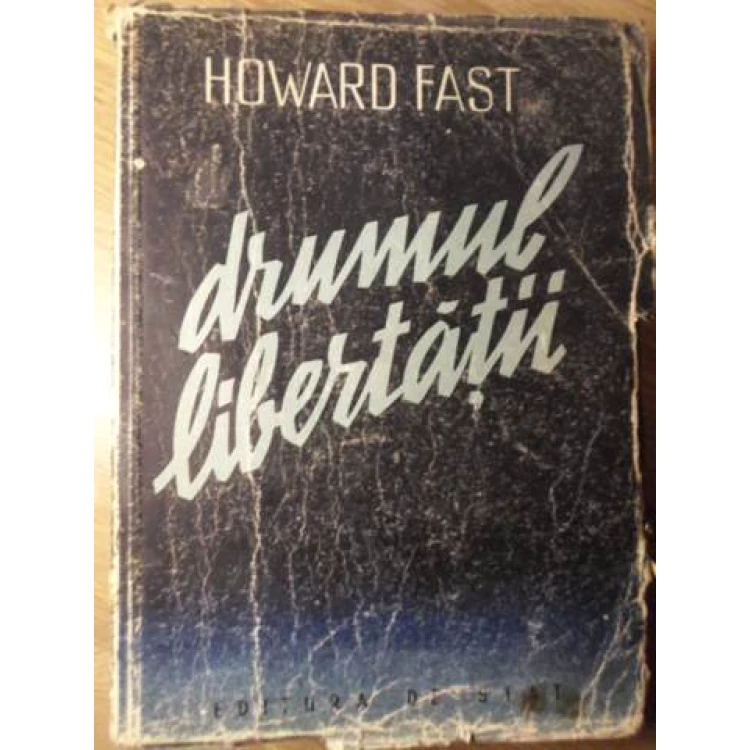 HOWARD FAST
drumul
libertății
EDITURA DE STAT